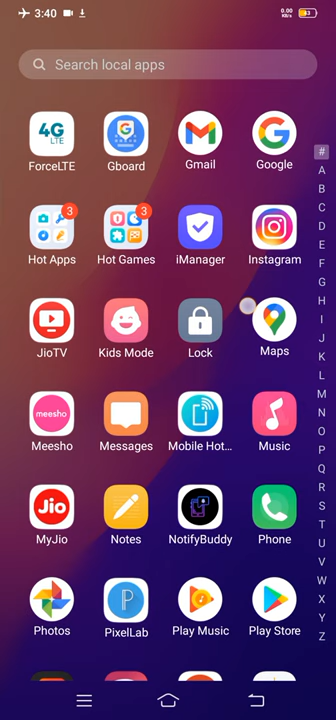 3:40
0.00
KB/s
Search local apps
4G
LTE
ForceLTE
Gboard
Gmail
Google
3
3
Hot Apps
Hot Games
iManager
Instagram
JioTV
Kids Mode
Lock
Maps
meesho
Meesho
Messages
Mobile Hot...
Music
Jio
MyJio
Notes
NotifyBuddy
Phone
P
Photos
PixelLab
Play Music
Play Store
#
A
B
C
D
E
F
G
H
I
J
K
L
M
N
O
P
Q
R
S
T
U
V
W
X
Y
Z